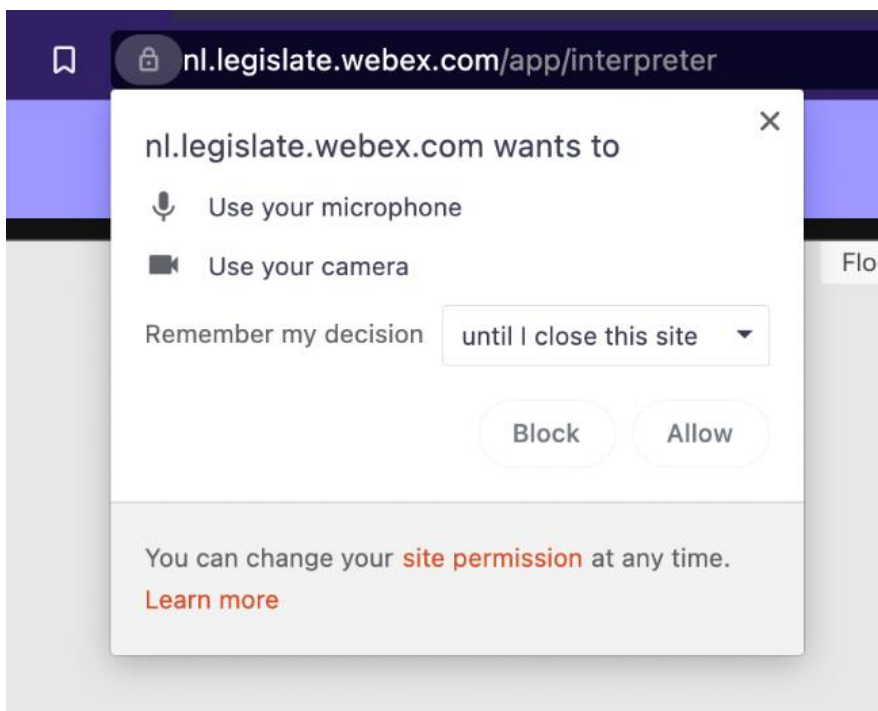 nl.legislate.webex.com/app/interpreter
nl.legislate.webex.com wants to
Use your microphone
Use your camera
Remember my decision until I close this site
Block Allow
You can change your site permission at any time.
Learn more
Flo